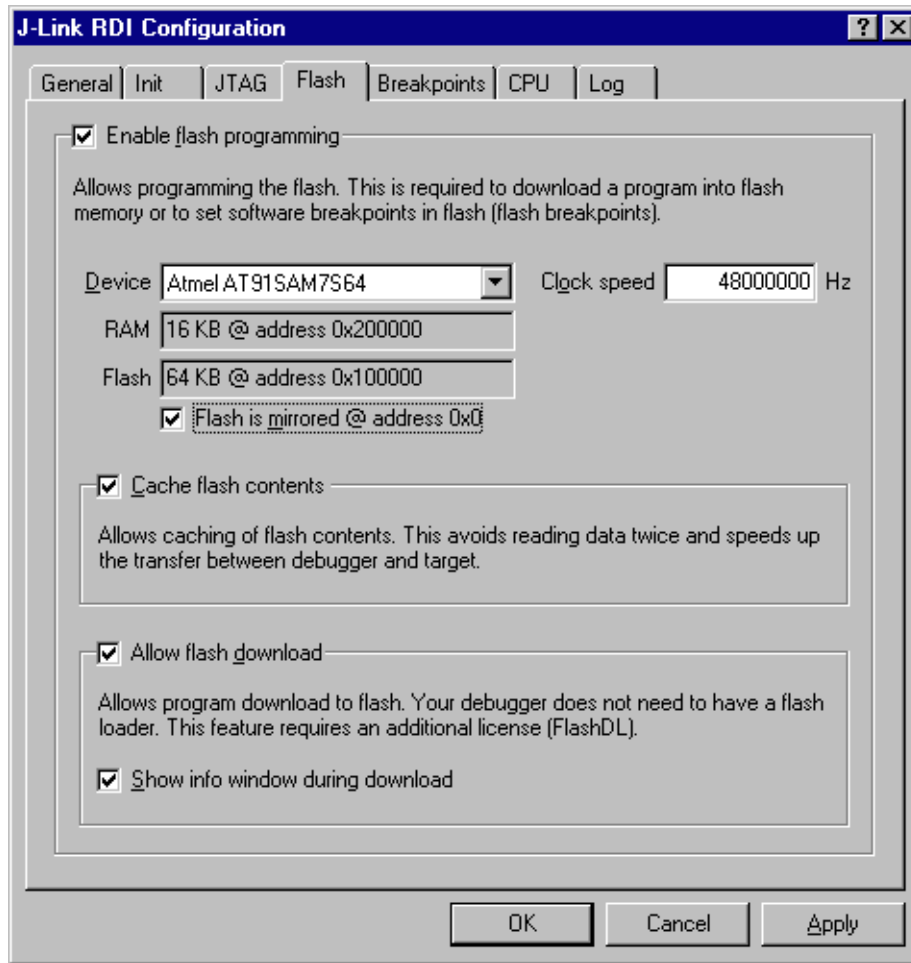 J-Link RDI Configuration
General Init JTAG Flash Breakpoints CPU Log
Enable flash programming
Allows programming the flash. This is required to download a program into flash
memory or to set software breakpoints in flash (flash breakpoints).
Device Atmel AT91SAM7S64 Clock speed 48000000 Hz
RAM 16 KB @ address 0x200000
Flash 64 KB @ address 0x100000
Flash is mirrored @ address 0x0
Cache flash contents
Allows caching of flash contents. This avoids reading data twice and speeds up
the transfer between debugger and target.
Allow flash download
Allows program download to flash. Your debugger does not need to have a flash
loader. This feature requires an additional license (FlashDL).
Show info window during download
OK Cancel Apply